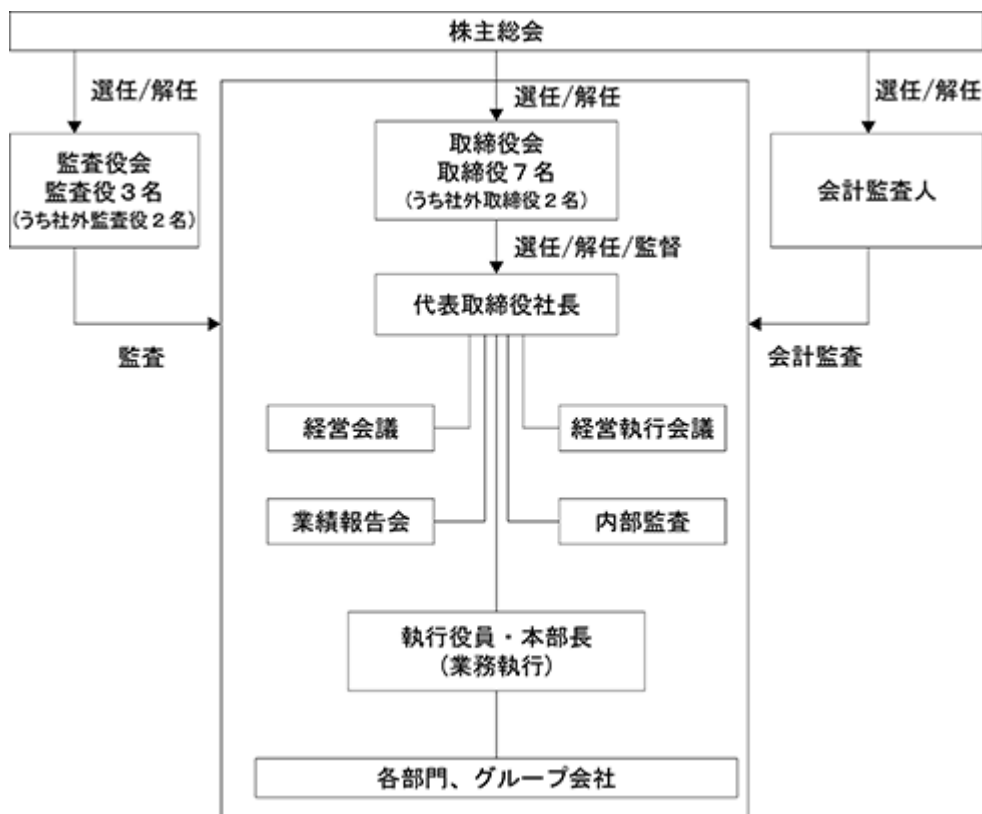 株主総会
選任/解任
選任/解任
選任/解任
監査役会
監査役3名
(うち社外監査役2名)
取締役会
取締役7名
(うち社外取締役2名)
会計監査人
選任/解任/監督
代表取締役社長
監査
会計監査
経営会議
経営執行会議
業績報告会
内部監査
執行役員・本部長
(業務執行)
各部門、グループ会社